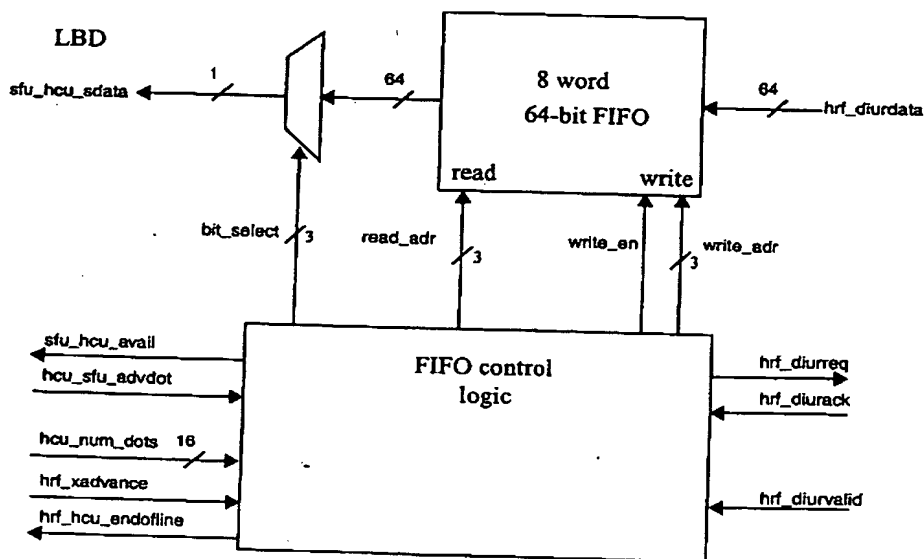 LBD
sfu_hcu_sdata
1
64
8 word
64-bit FIFO
64
hrf_diurdata
read
write
bit_select
3
read_adr
3
write_en
write_adr
3
sfu_hcu_avail
hcu_sfu_advdot
hcu_num_dots
16
hrf_xadvance
hrf_hcu_endofline
FIFO control
logic
hrf_diurreq
hrf_diurack
hrf_diurvalid